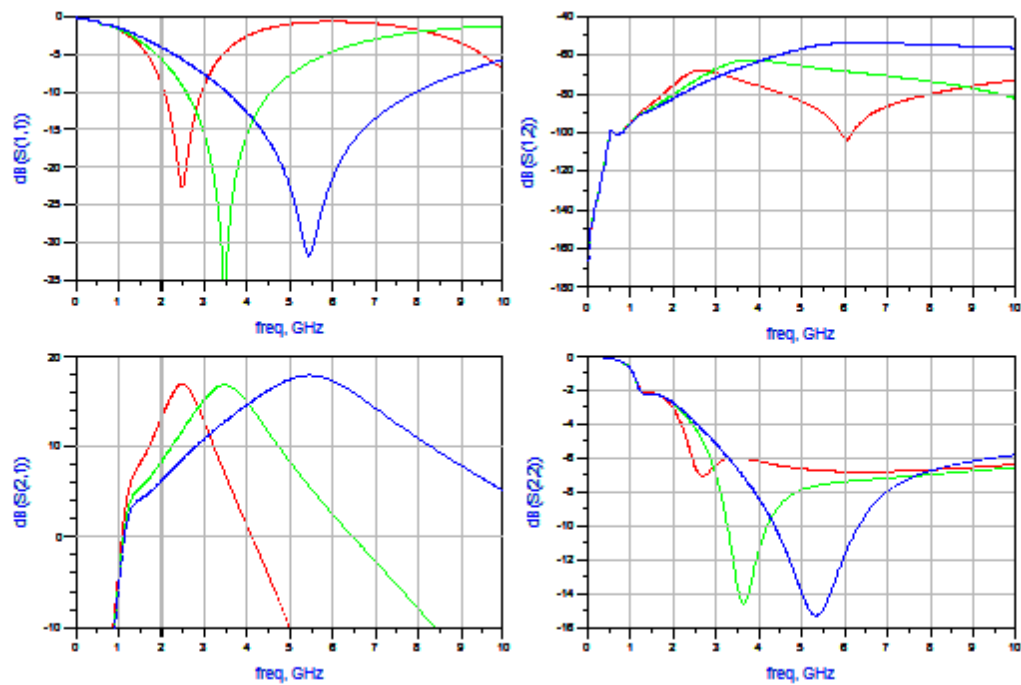 0
-5
-10
-15
-20
-25
-30
-35
dB(S(1,1))
0 1 2 3 4 5 6 7 8 9 10
freq, GHz
-40
-60
-80
-100
-120
-140
-160
-180
dB(S(1,2))
0 1 2 3 4 5 6 7 8 9 10
freq, GHz
20
10
0
-10
dB(S(2,1))
0 1 2 3 4 5 6 7 8 9 10
freq, GHz
0
-2
-4
-6
-8
-10
-12
-14
-16
dB(S(2,2))
0 1 2 3 4 5 6 7 8 9 10
freq, GHz